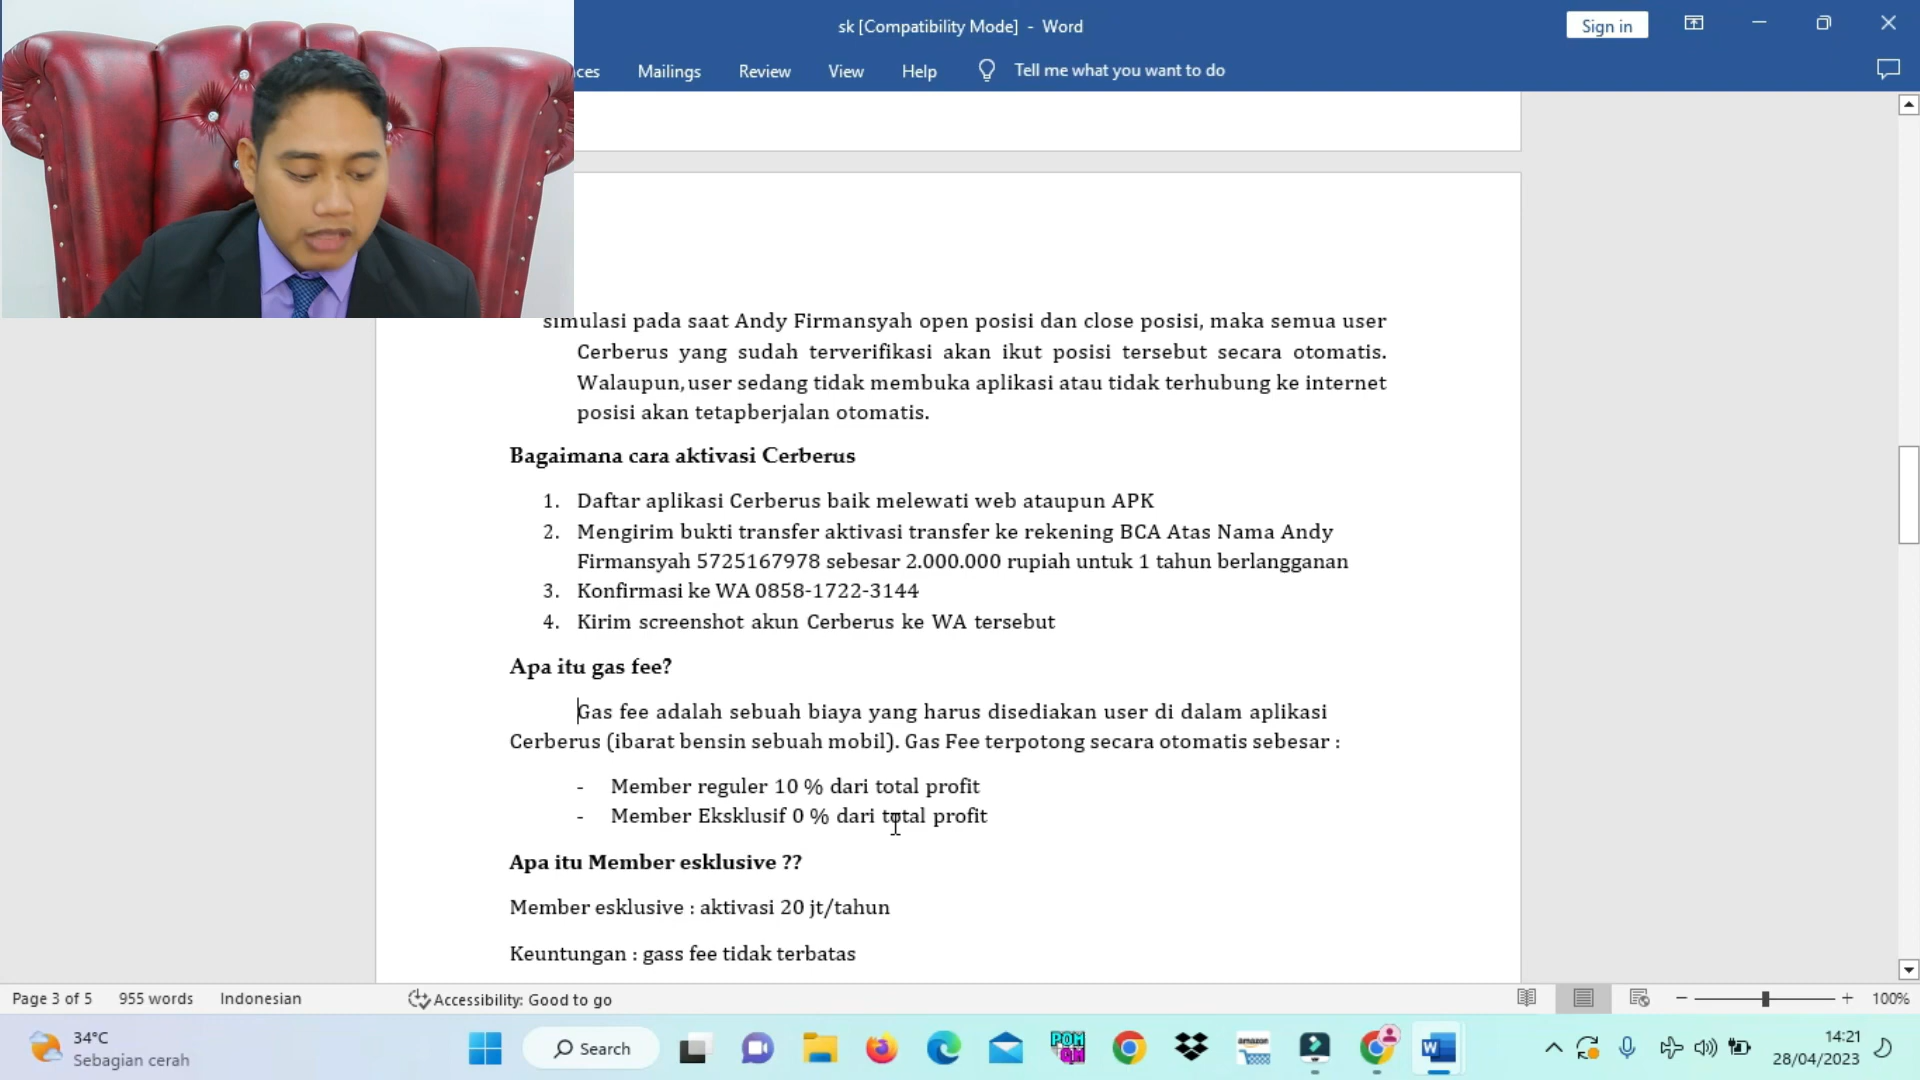 sk [Compatibility Mode] - Word
Sign in
ces
Mailings
Review
View
Help
Tell me what you want to do
simulasi pada saat Andy Firmansyah open posisi dan close posisi, maka semua user
Cerberus yang sudah terverifikasi akan ikut posisi tersebut secara otomatis.
Walaupun,user sedang tidak membuka aplikasi atau tidak terhubung ke internet
posisi akan tetapberjalan otomatis.
Bagaimana cara aktivasi Cerberus
1. Daftar aplikasi Cerberus baik melewati web ataupun APK
2. Mengirim bukti transfer aktivasi transfer ke rekening BCA Atas Nama Andy
Firmansyah 5725167978 sebesar 2.000.000 rupiah untuk 1 tahun berlangganan
3. Konfirmasi ke WA 0858-1722-3144
4. Kirim screenshot akun Cerberus ke WA tersebut
Apa itu gas fee?
Gas fee adalah sebuah biaya yang harus disediakan user di dalam aplikasi
Cerberus (ibarat bensin sebuah mobil). Gas Fee terpotong secara otomatis sebesar :
- Member reguler 10 % dari total profit
- Member Eksklusif 0 % dari total profit
Apa itu Member esklusive ??
Member esklusive : aktivasi 20 jt/tahun
Keuntungan : gass fee tidak terbatas
Page 3 of 5
955 words
Indonesian
Accessibility: Good to go
100%
34°C
Sebagian cerah
Search
POM QM
amazon
14:21
28/04/2023